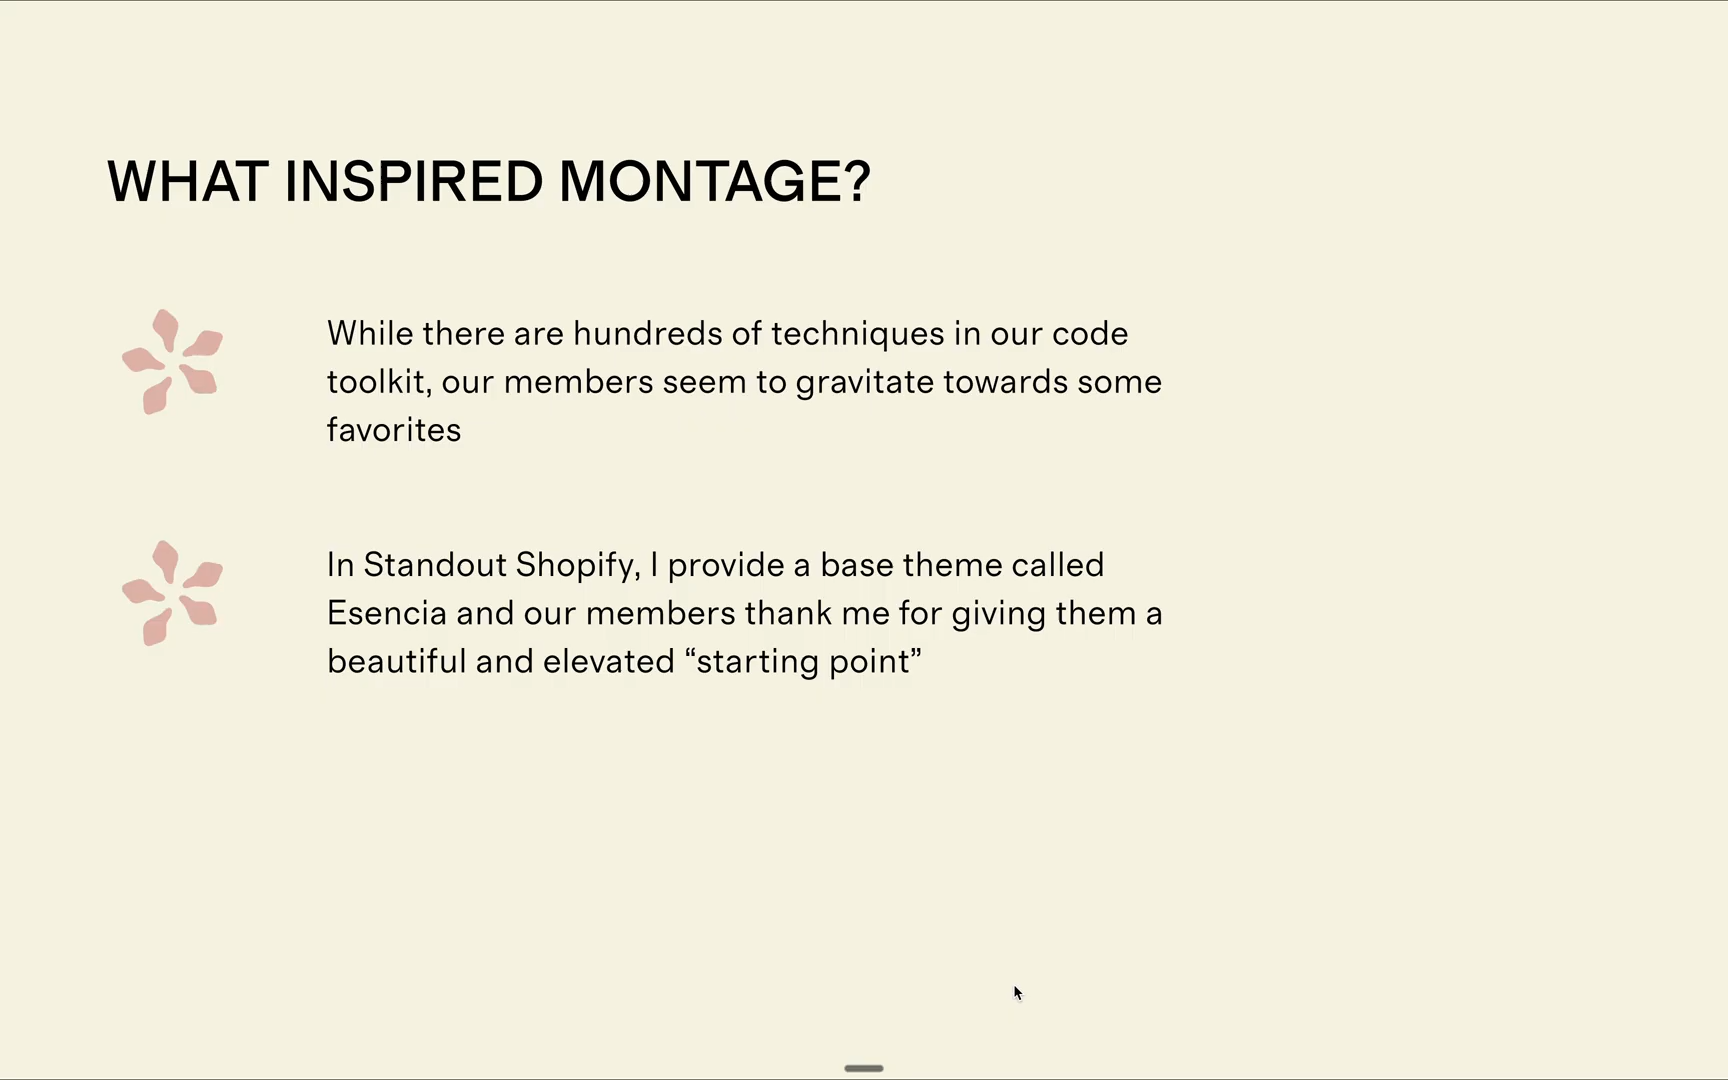 WHAT INSPIRED MONTAGE?
While there are hundreds of techniques in our code
toolkit, our members seem to gravitate towards some
favorites
In Standout Shopify, I provide a base theme called
Esencia and our members thank me for giving them a
beautiful and elevated “starting point”